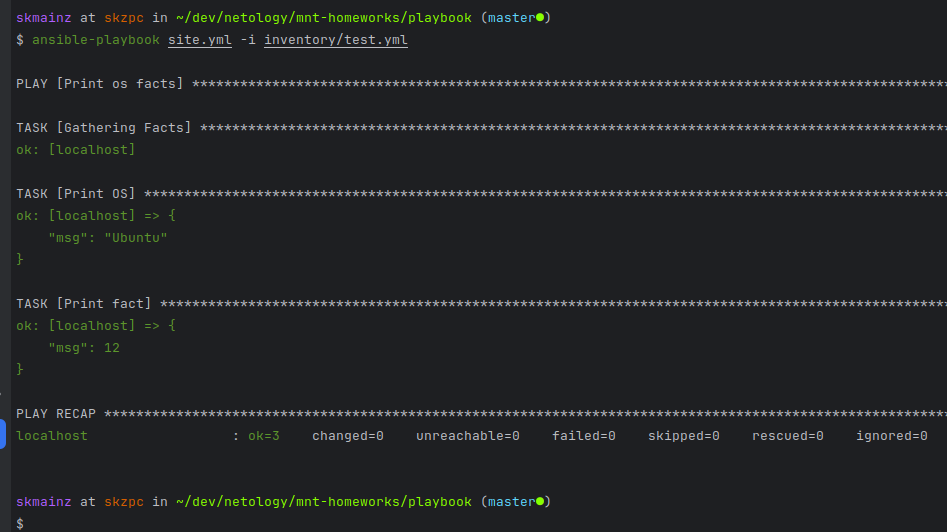 skmainz at skzpc in ~/dev/netology/mnt-homeworks/playbook (master●)
$ ansible-playbook site.yml -i inventory/test.yml
PLAY [Print os facts] ***********************************************************************************************
TASK [Gathering Facts] **********************************************************************************************
ok: [localhost]
TASK [Print OS] *****************************************************************************************************
ok: [localhost] => {
    "msg": "Ubuntu"
}
TASK [Print fact] ***************************************************************************************************
ok: [localhost] => {
    "msg": 12
}
PLAY RECAP **********************************************************************************************************
localhost                  : ok=3    changed=0    unreachable=0    failed=0    skipped=0    rescued=0    ignored=0
skmainz at skzpc in ~/dev/netology/mnt-homeworks/playbook (master●)
$